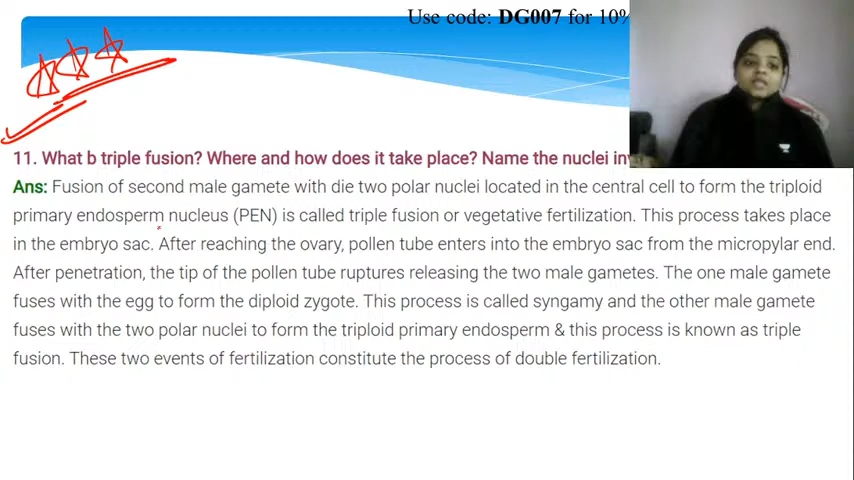 Use code: DG007 for 10%
11. What b triple fusion? Where and how does it take place? Name the nuclei
Ans: Fusion of second male gamete with die two polar nuclei located in the central cell to form the triploid
primary endosperm nucleus (PEN) is called triple fusion or vegetative fertilization. This process takes place
in the embryo sac. After reaching the ovary, pollen tube enters into the embryo sac from the micropylar end.
After penetration, the tip of the pollen tube ruptures releasing the two male gametes. The one male gamete
fuses with the egg to form the diploid zygote. This process is called syngamy and the other male gamete
fuses with the two polar nuclei to form the triploid primary endosperm & this process is known as triple
fusion. These two events of fertilization constitute the process of double fertilization.